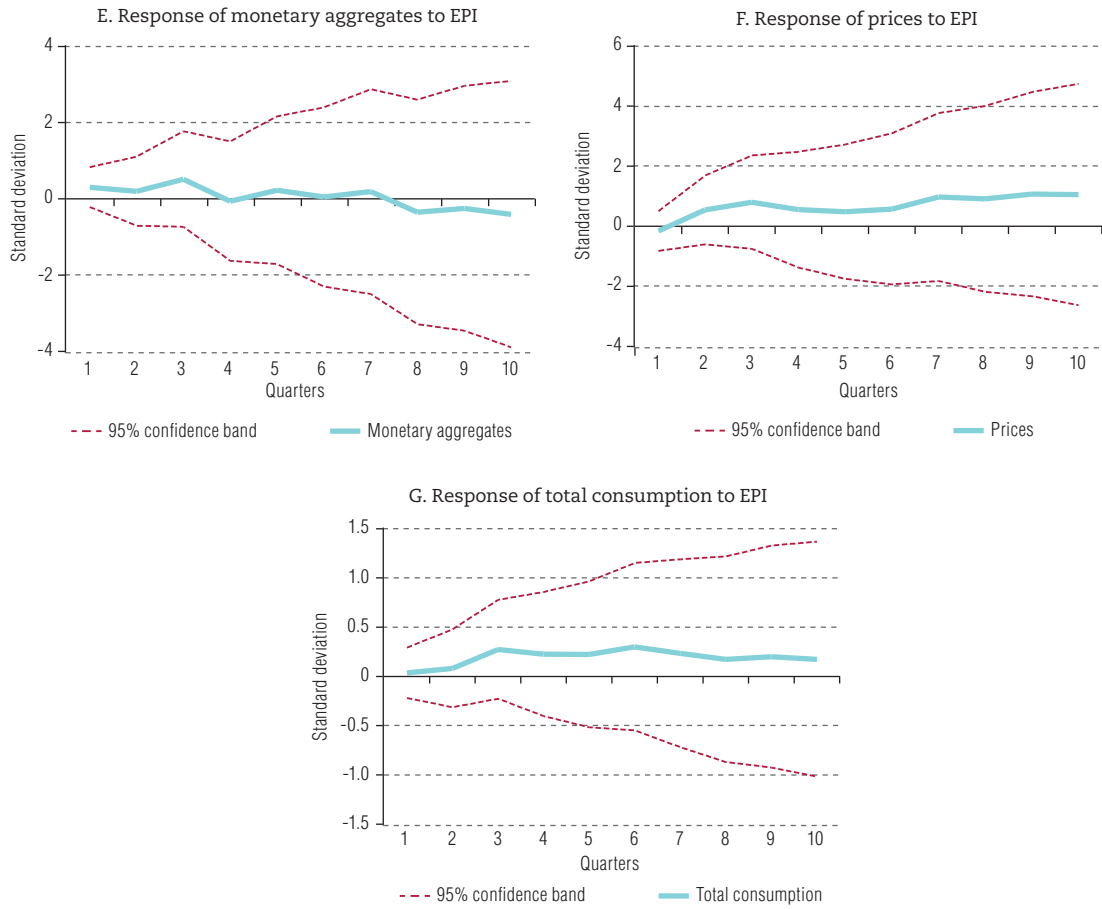 E. Response of monetary aggregates to EPI
4
2
0
-2
-4
Standard deviation
1 2 3 4 5 6 7 8 9 10
Quarters
95% confidence band Monetary aggregates
F. Response of prices to EPI
6
4
2
0
-2
-4
Standard deviation
1 2 3 4 5 6 7 8 9 10
Quarters
95% confidence band Prices
G. Response of total consumption to EPI
1.5
1.0
0.5
0
-0.5
-1.0
-1.5
Standard deviation
1 2 3 4 5 6 7 8 9 10
Quarters
95% confidence band Total consumption